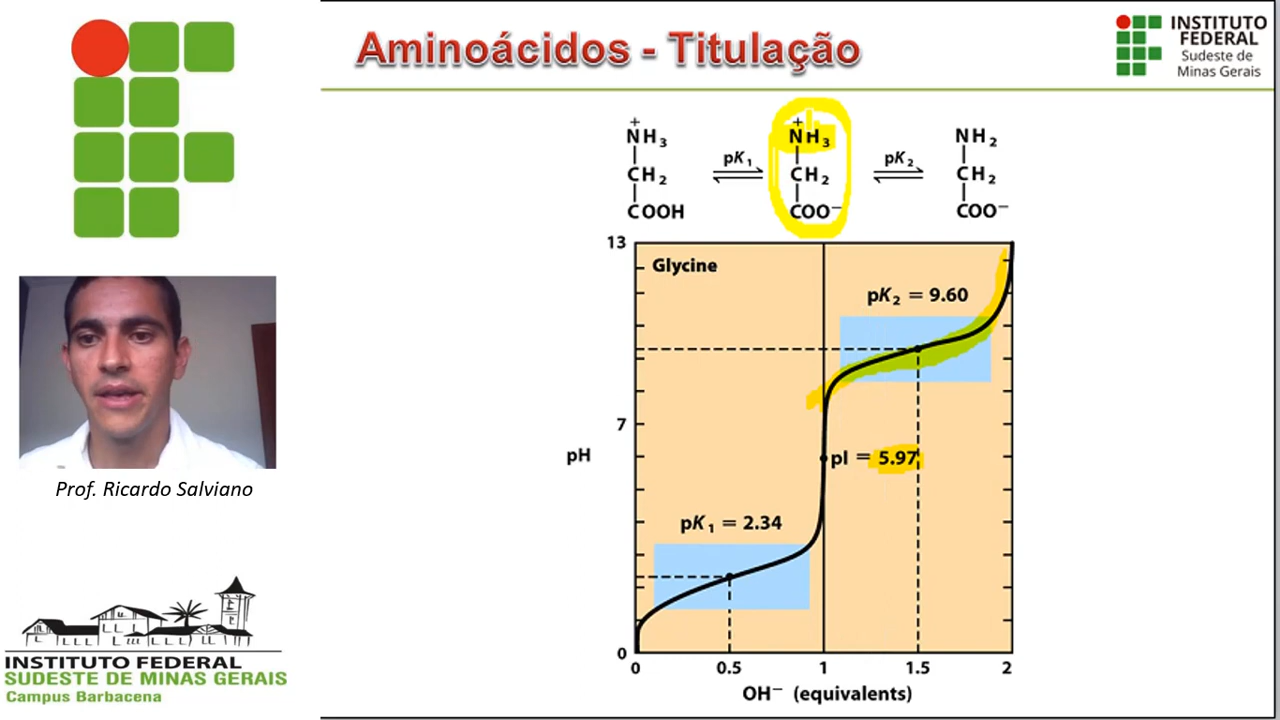 Aminoácidos - Titulação
INSTITUTO
FEDERAL
Sudeste de
Minas Gerais
Prof. Ricardo Salviano
INSTITUTO FEDERAL
SUDESTE DE MINAS GERAIS
Campus Barbacena
+ + 
NH3 NH3 NH2
pK1 pK2
CH2 CH2 CH2
COOH COO− COO−
13
Glycine
pK2 = 9.60
7
pH
pI = 5.97
pK1 = 2.34
0
0 0.5 1 1.5 2
OH− (equivalents)